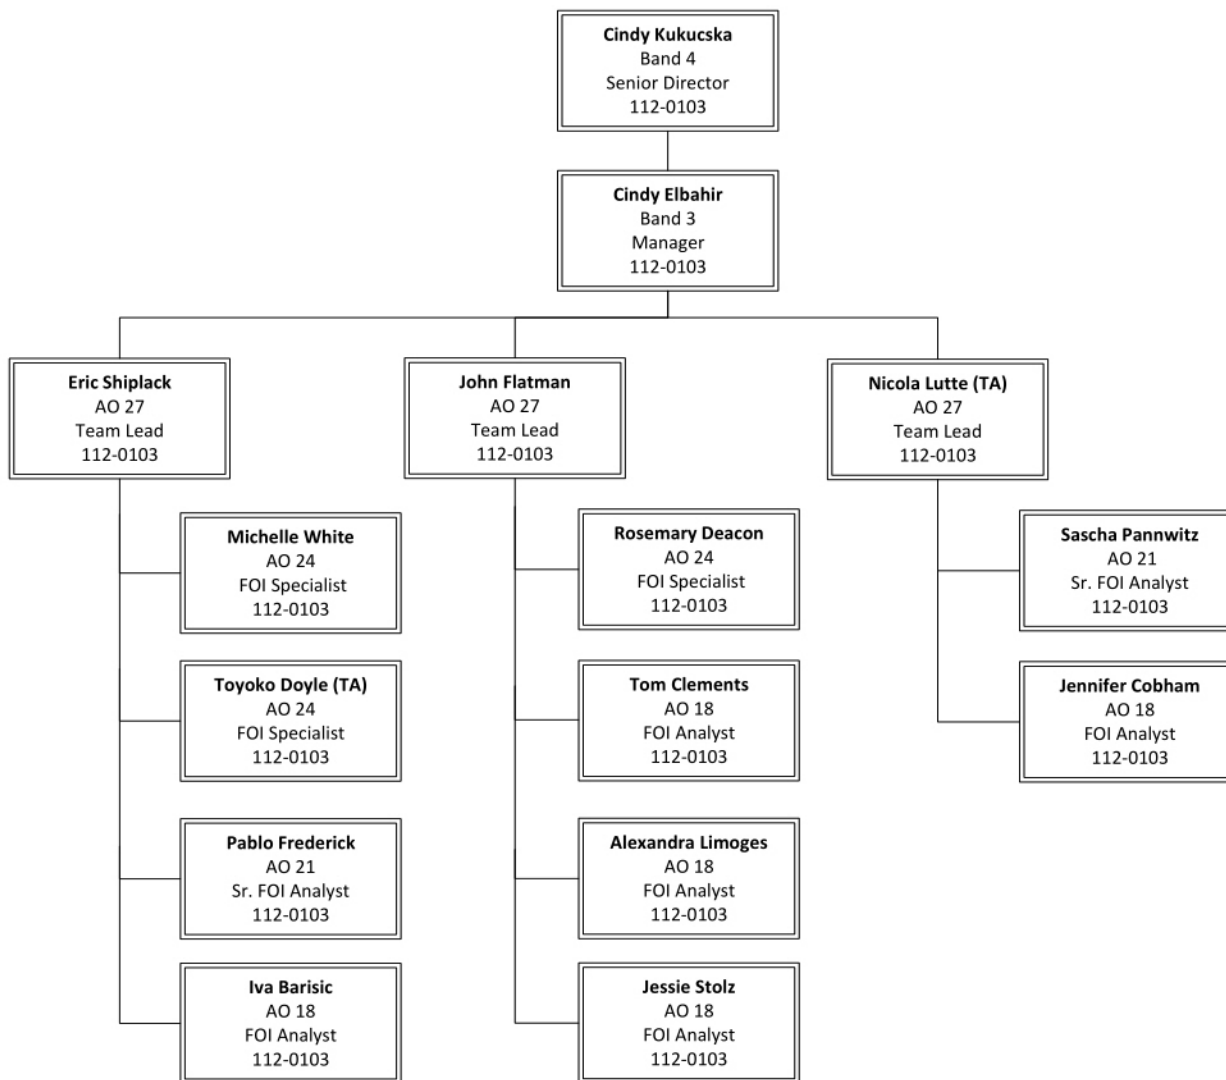 Cindy Kukucska
Band 4
Senior Director
112-0103
Cindy Elbahir
Band 3
Manager
112-0103
Eric Shiplack
AO 27
Team Lead
112-0103
John Flatman
AO 27
Team Lead
112-0103
Nicola Lutte (TA)
AO 27
Team Lead
112-0103
Michelle White
AO 24
FOI Specialist
112-0103
Toyoko Doyle (TA)
AO 24
FOI Specialist
112-0103
Pablo Frederick
AO 21
Sr. FOI Analyst
112-0103
Iva Barisic
AO 18
FOI Analyst
112-0103
Rosemary Deacon
AO 24
FOI Specialist
112-0103
Tom Clements
AO 18
FOI Analyst
112-0103
Alexandra Limoges
AO 18
FOI Analyst
112-0103
Jessie Stolz
AO 18
FOI Analyst
112-0103
Sascha Pannwitz
AO 21
Sr. FOI Analyst
112-0103
Jennifer Cobham
AO 18
FOI Analyst
112-0103